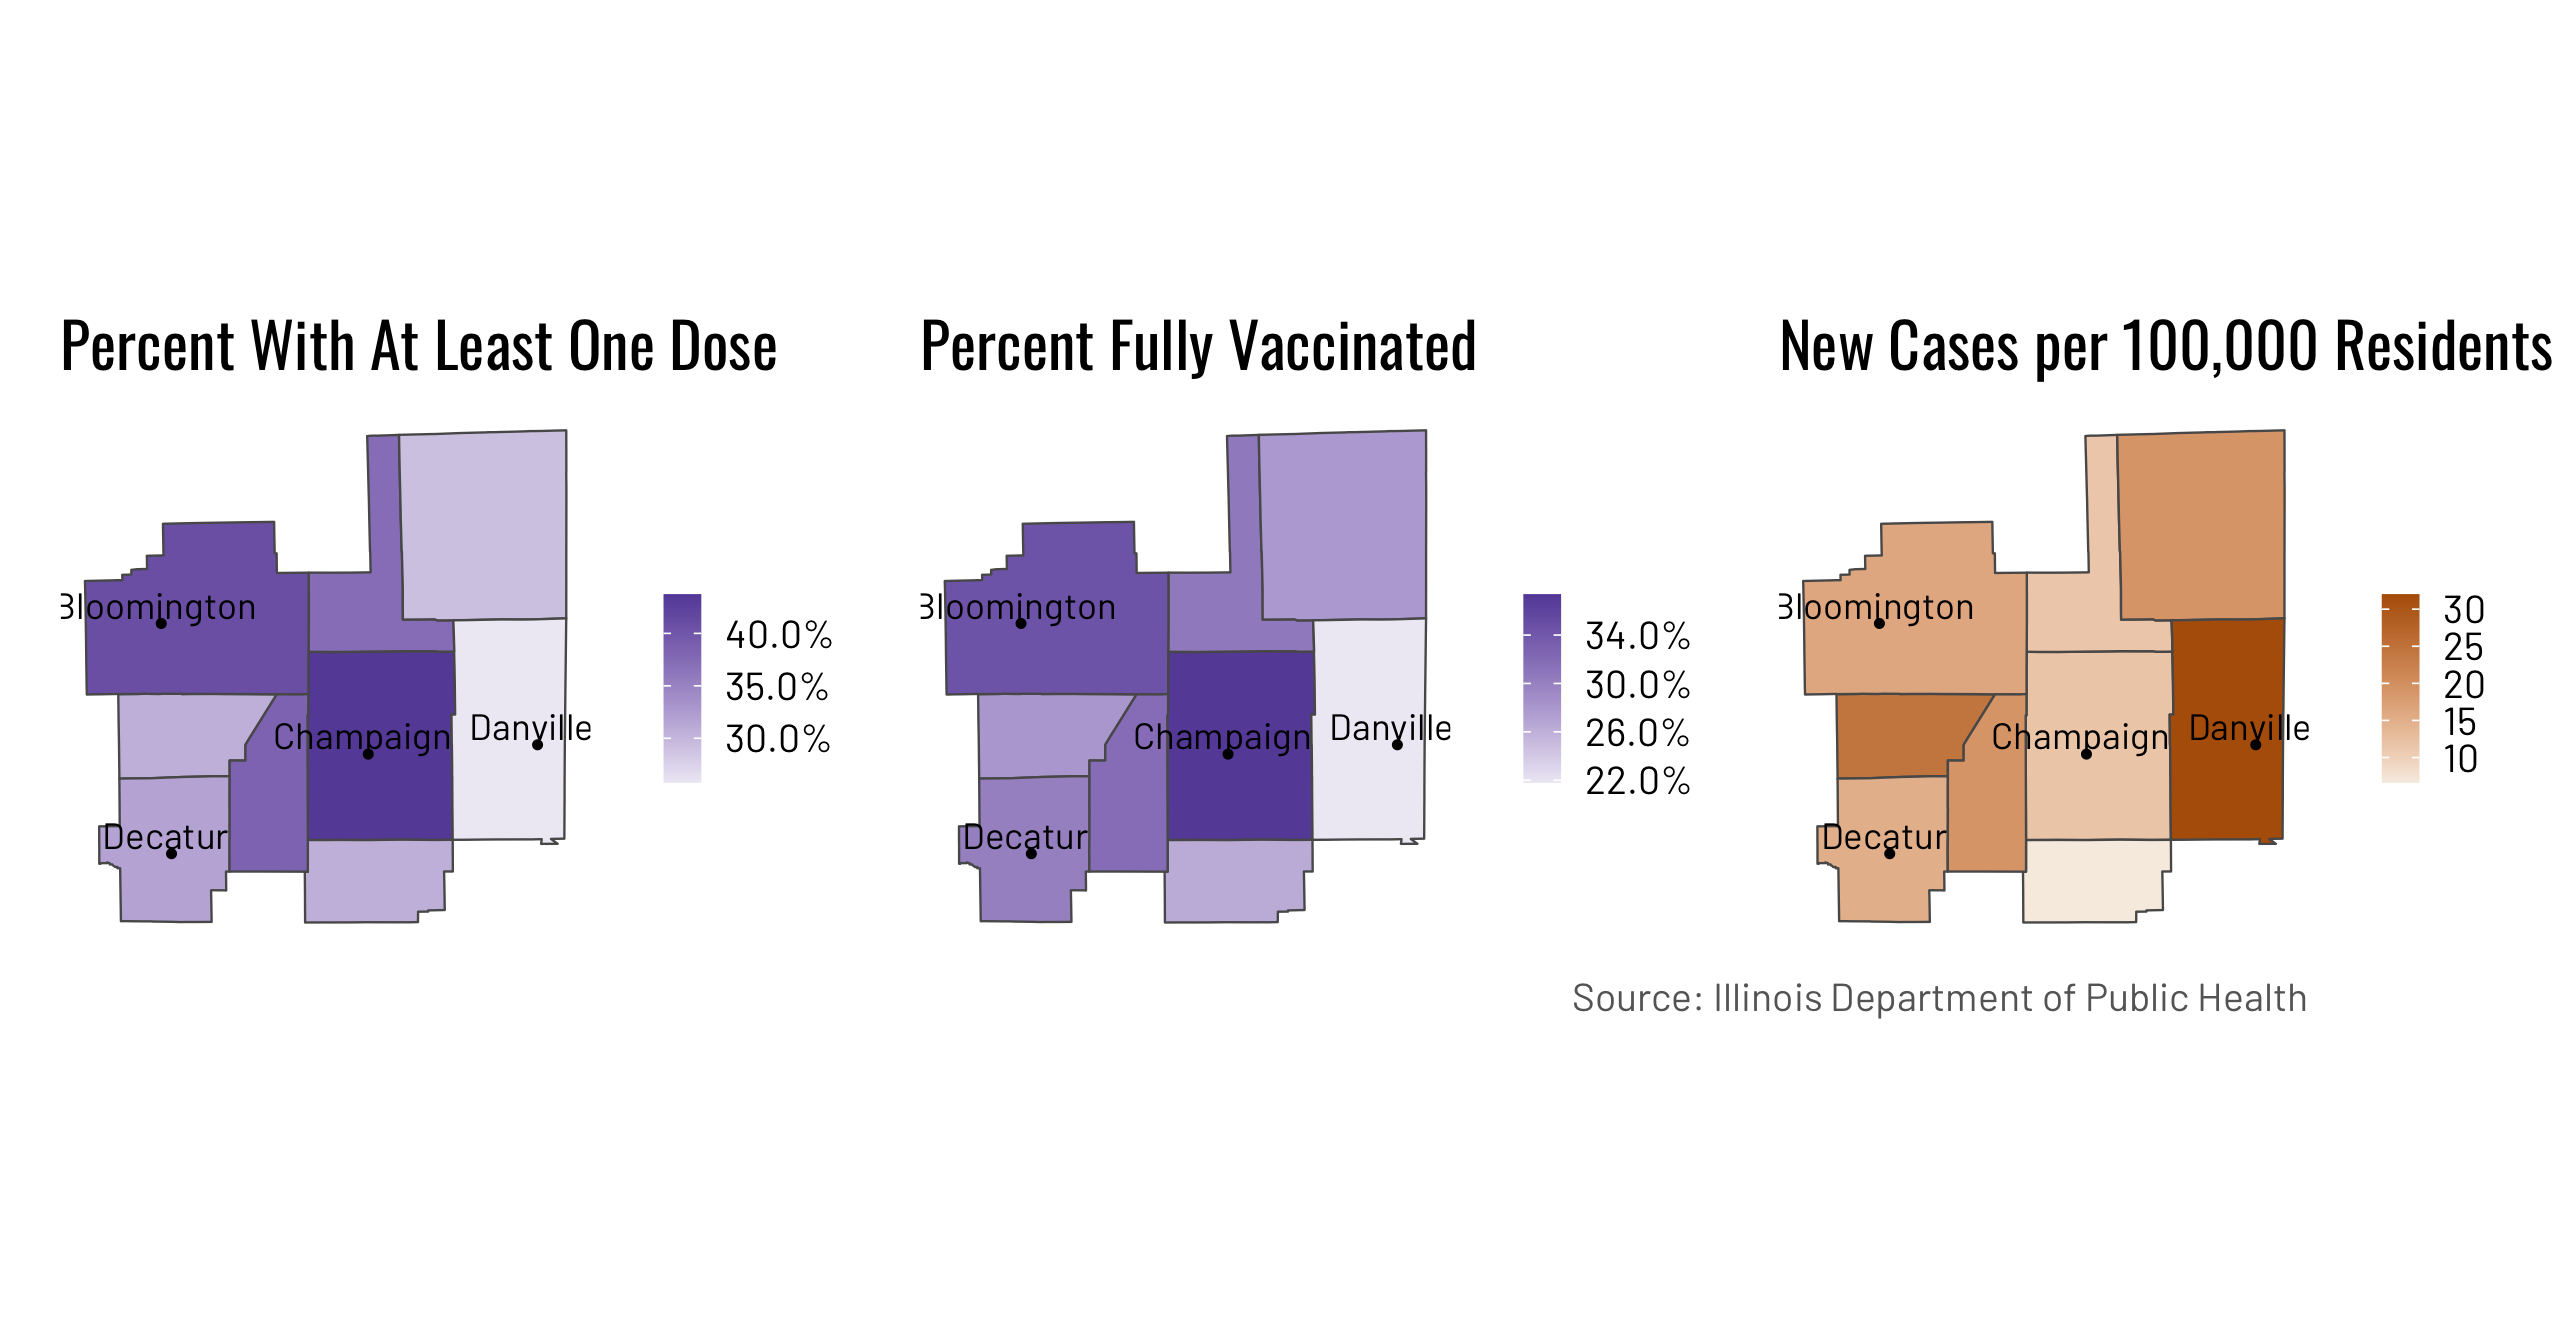 Percent With At Least One Dose
Bloomington
Champaign
Danville
Decatur
40.0%
35.0%
30.0%
Percent Fully Vaccinated
Bloomington
Champaign
Danville
Decatur
34.0%
30.0%
26.0%
22.0%
New Cases per 100,000 Residents
Bloomington
Champaign
Danville
Decatur
30
25
20
15
10
Source: Illinois Department of Public Health